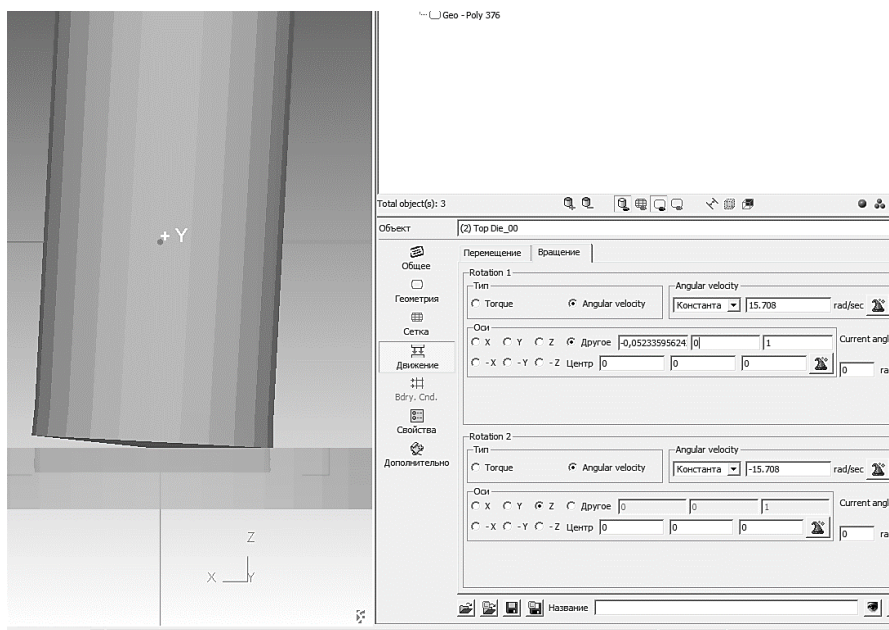 Geo - Poly 376
Y
Z
X
Y
Total object(s): 3
Объект
(2) Top Die_00
Общее
Геометрия
Сетка
Движение
Bdry. Cnd.
Свойства
Дополнительно
Перемещение
Вращение
Rotation 1
Тип
Torque
Angular velocity
Angular velocity
Константа
15.708
rad/sec
Оси
X Y Z Другое -0,05233595624 0 1
-X -Y -Z Центр 0 0 0
Current angl
0 ra
Rotation 2
Тип
Torque
Angular velocity
Angular velocity
Константа
-15.708
rad/sec
Оси
X Y Z Другое 0 0 1
-X -Y -Z Центр 0 0 0
Current angl
0 ra
Название